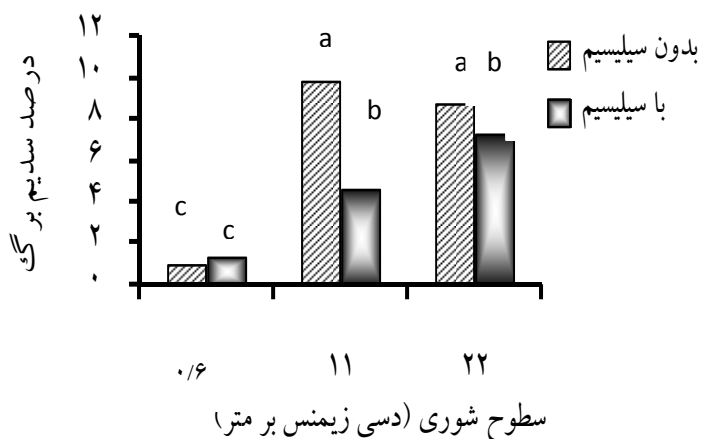 درصد سدیم برگ
۱۲
۱۰
۸
۶
۴
۲
۰
a
b
a
b
c
c
بدون سیلیسیم
با سیلیسیم
۰/۶
۱۱
۲۲
سطوح شوری (دسی زیمنس بر متر)